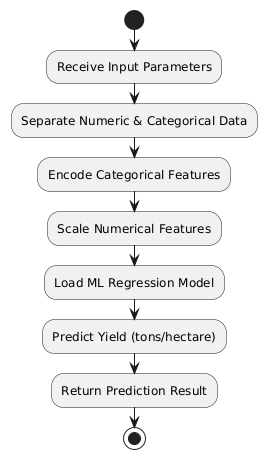 Receive Input Parameters
Separate Numeric & Categorical Data
Encode Categorical Features
Scale Numerical Features
Load ML Regression Model
Predict Yield (tons/hectare)
Return Prediction Result